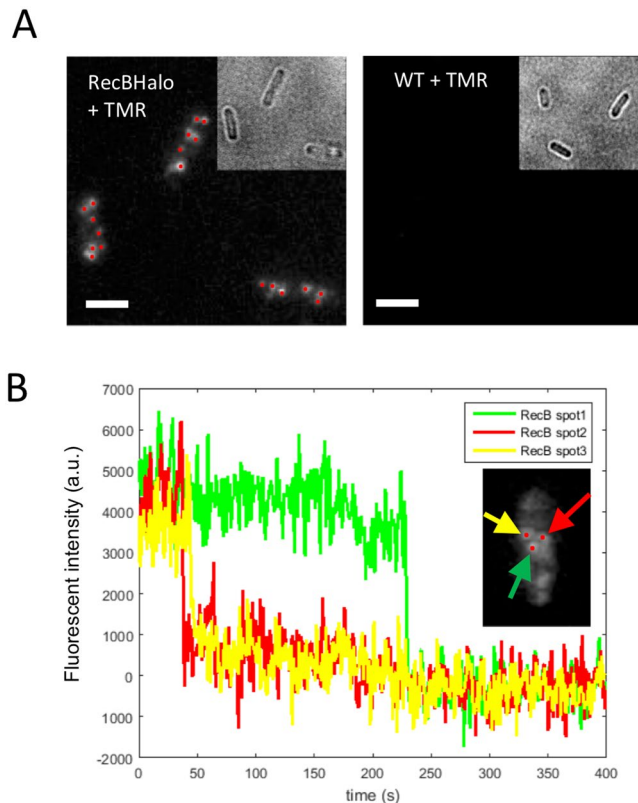 A
RecBHalo
+ TMR
WT + TMR
B
Fluorescent intensity (a.u.)
7000
6000
5000
4000
3000
2000
1000
0
1000
-2000
0
50
100
150
200
250
300
350
400
time (s)
RecB spot1
RecB spot2
RecB spot3